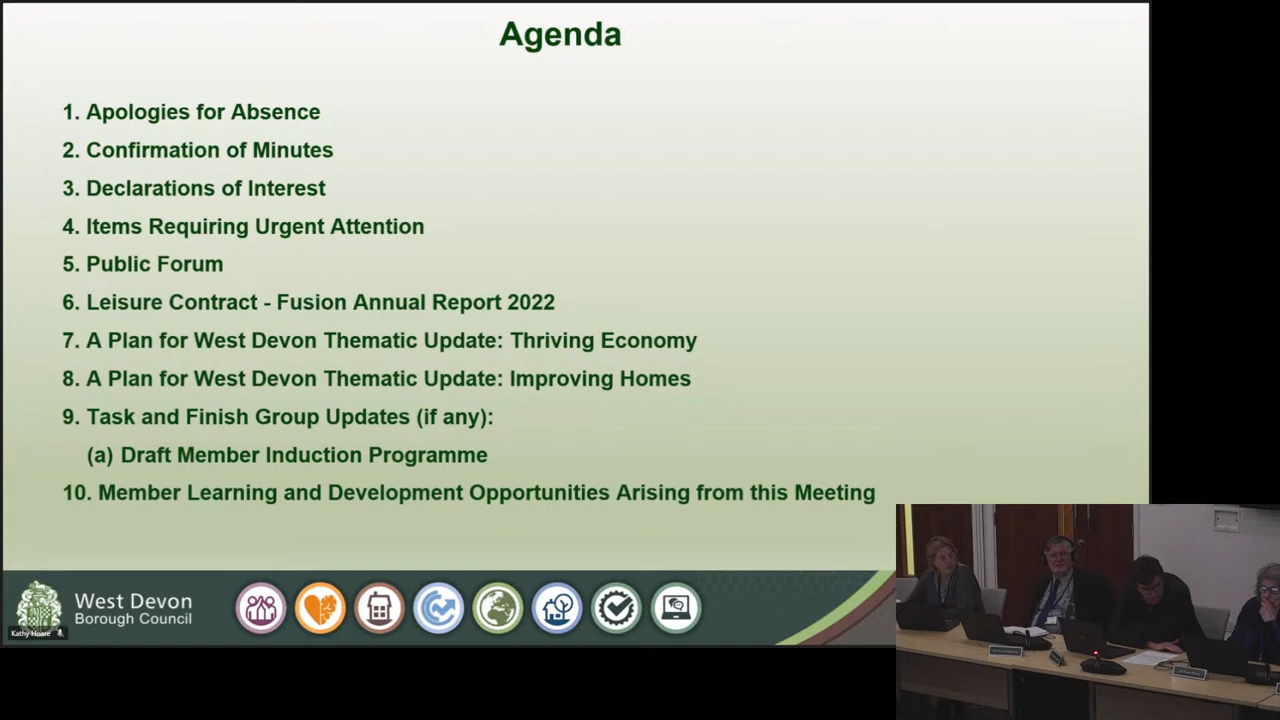 Agenda
1. Apologies for Absence
2. Confirmation of Minutes
3. Declarations of Interest
4. Items Requiring Urgent Attention
5. Public Forum
6. Leisure Contract - Fusion Annual Report 2022
7. A Plan for West Devon Thematic Update: Thriving Economy
8. A Plan for West Devon Thematic Update: Improving Homes
9. Task and Finish Group Updates (if any):
(a) Draft Member Induction Programme
10. Member Learning and Development Opportunities Arising from this Meeting
West Devon
Borough Council
Kathy Hoare